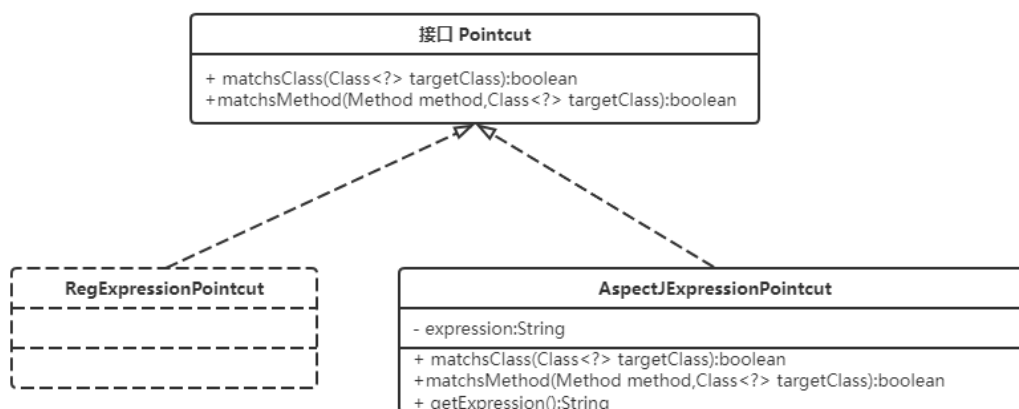 接口 Pointcut
+ matchsClass(Class<?> targetClass):boolean
+matchsMethod(Method method,Class<?> targetClass):boolean
RegExpressionPointcut
AspectJExpressionPointcut
- expression:String
+ matchsClass(Class<?> targetClass):boolean
+matchsMethod(Method method,Class<?> targetClass):boolean
+ getExpression():String